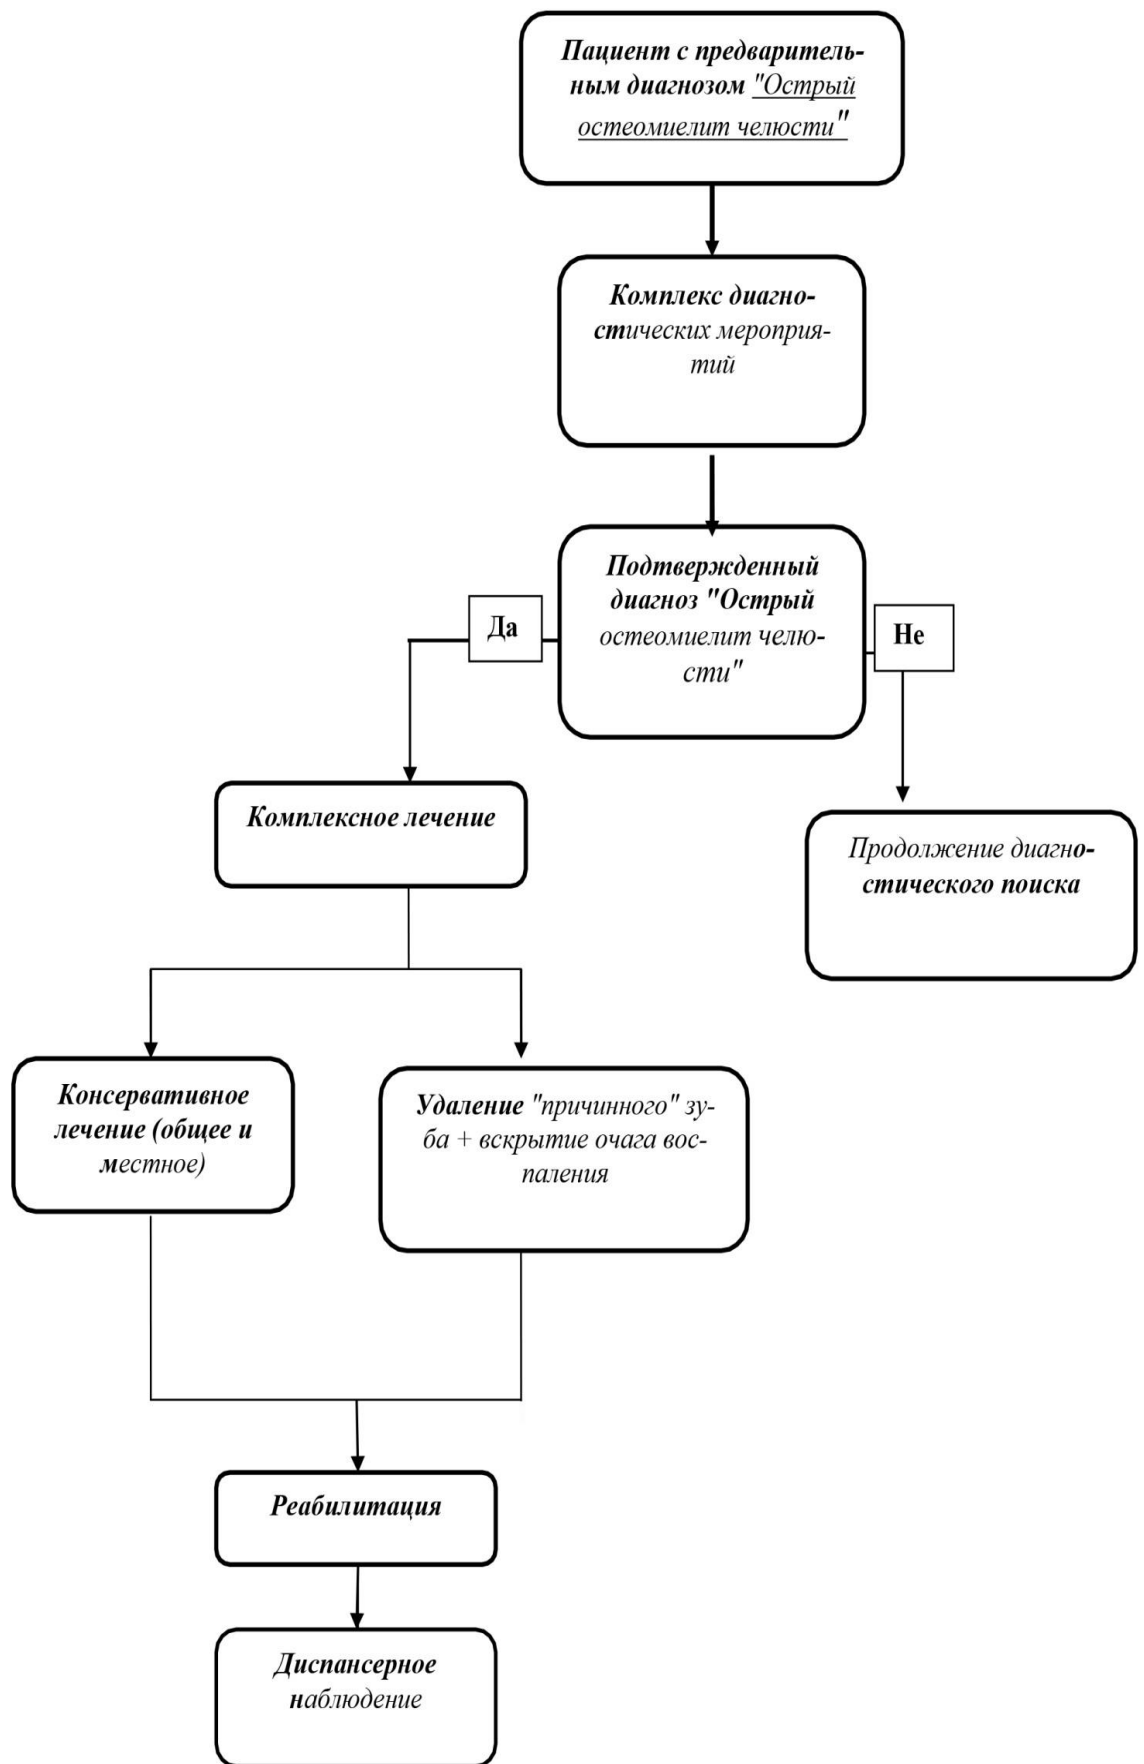 Пациент с предваритель-
ным диагнозом "Острый
остеомиелит челюсти"
Комплекс диагно-
стических мероприя-
тий
Подтвержденный
диагноз "Острый
остеомиелит челю-
сти"
Да
Не
Комплексное лечение
Продолжение диагно-
стического поиска
Консервативное
лечение (общее и
местное)
Удаление "причинного" зу-
ба + вскрытие очага вос-
паления
Реабилитация
Диспансерное
наблюдение